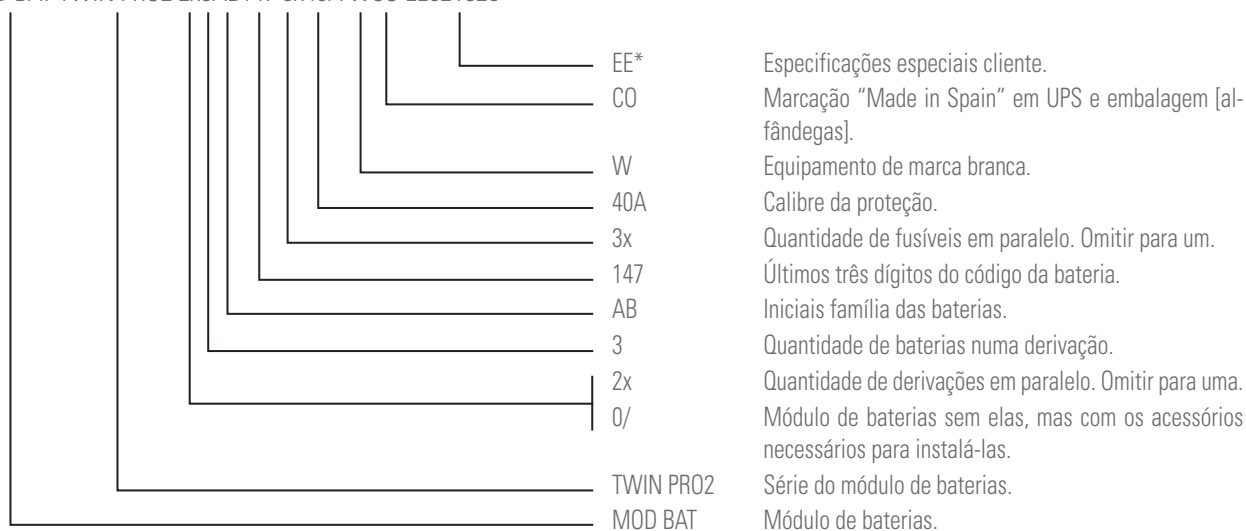 EE* Especificações especiais cliente.
CO Marcação “Made in Spain” em UPS e embalagem [al-
fândegas].
W Equipamento de marca branca.
40A Calibre da proteção.
3x Quantidade de fusíveis em paralelo. Omitir para um.
147 Últimos três dígitos do código da bateria.
AB Iniciais família das baterias.
3 Quantidade de baterias numa derivação.
2x Quantidade de derivações em paralelo. Omitir para uma.
0/ Módulo de baterias sem elas, mas com os acessórios
necessários para instalá-las.
TWIN PRO2 Série do módulo de baterias.
MOD BAT Módulo de baterias.